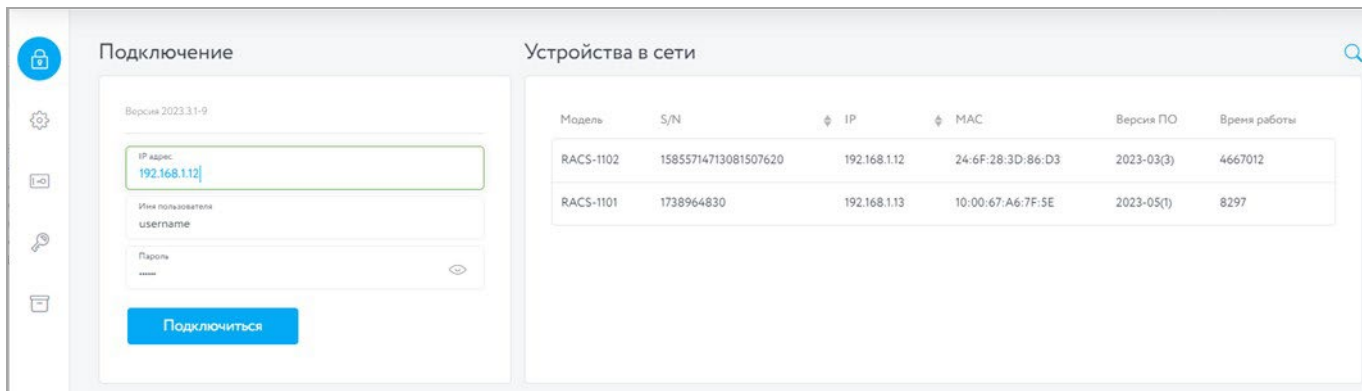 Подключение
Версия 2023.3.1-9
IP адрес
192.168.1.12
Имя пользователя
username
Пароль
••••••
Подключиться
Устройства в сети
Модель S/N IP MAC Версия ПО Время работы
RACS-1102 15855714713081507620 192.168.1.12 24:6F:28:3D:86:D3 2023-03(3) 4667012
RACS-1101 1738964830 192.168.1.13 10:00:67:A6:7F:5E 2023-05(1) 8297